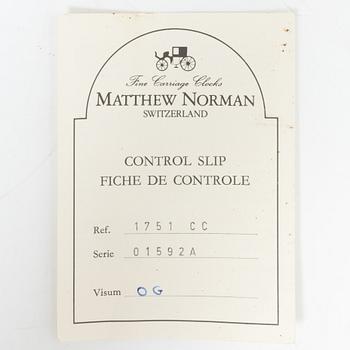 Fine Carriage Clocks
MATTHEW NORMAN
SWITZERLAND
CONTROL SLIP
FICHE DE CONTROLE
Ref. 1751 CC
Serie 01592A
Visum OG